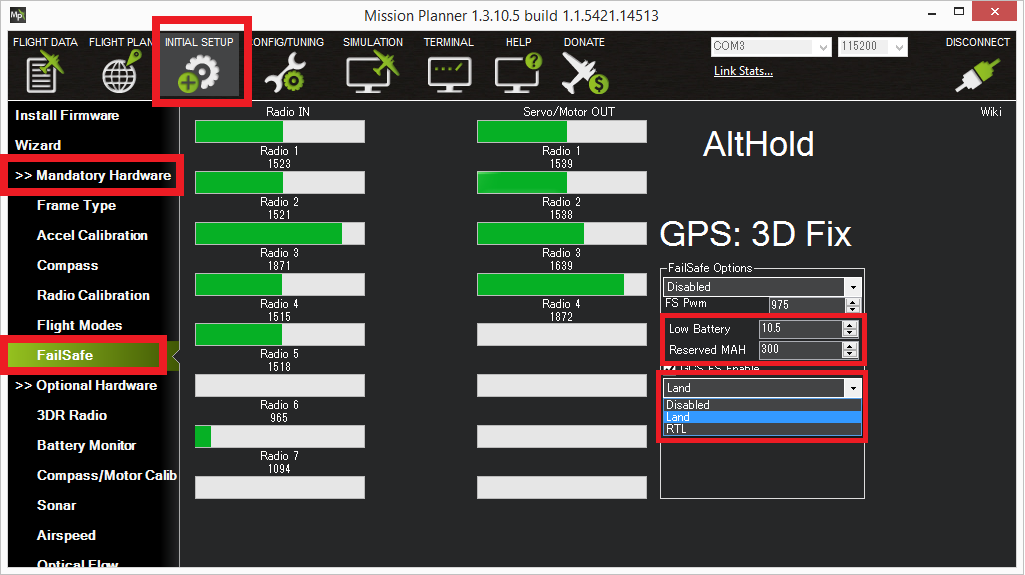 Mp
Mission Planner 1.3.10.5 build 1.1.5421.14513
FLIGHT DATA FLIGHT PLAN INITIAL SETUP CONFIG/TUNING SIMULATION TERMINAL HELP DONATE COM3 115200 DISCONNECT
Link Stats...
Install Firmware
Wizard
>> Mandatory Hardware
Frame Type
Accel Calibration
Compass
Radio Calibration
Flight Modes
FailSafe
>> Optional Hardware
3DR Radio
Battery Monitor
Compass/Motor Calib
Sonar
Airspeed
Optical Flow
Radio IN
Radio 1
1523
Radio 2
1521
Radio 3
1871
Radio 4
1515
Radio 5
1518
Radio 6
965
Radio 7
1094
Servo/Motor OUT
Radio 1
1539
Radio 2
1538
Radio 3
1639
Radio 4
1872
Wiki
AltHold
GPS: 3D Fix
FailSafe Options
Disabled
FS Pwm 975
Low Battery 10.5
Reserved MAH 300
GCS FS Enable
Land
Disabled
Land
RTL